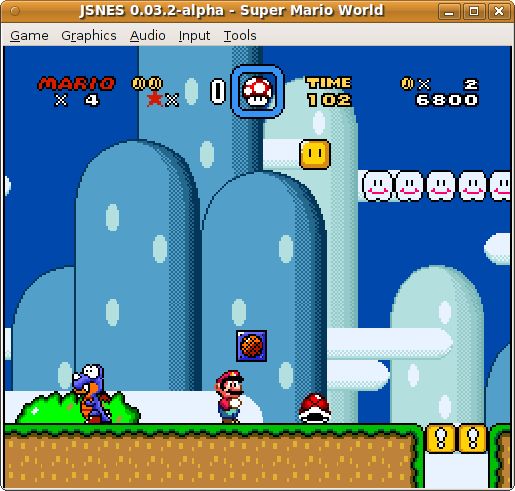 JSNES 0.03.2-alpha - Super Mario World
Game Graphics Audio Input Tools
MARIO TIME × 2
× 4 × 0 102 6800
! !